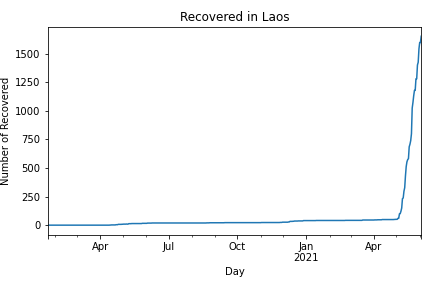 Recovered in Laos
Number of Recovered
1500
1250
1000
750
500
250
0
Apr
Jul
Oct
Jan
2021
Apr
Day